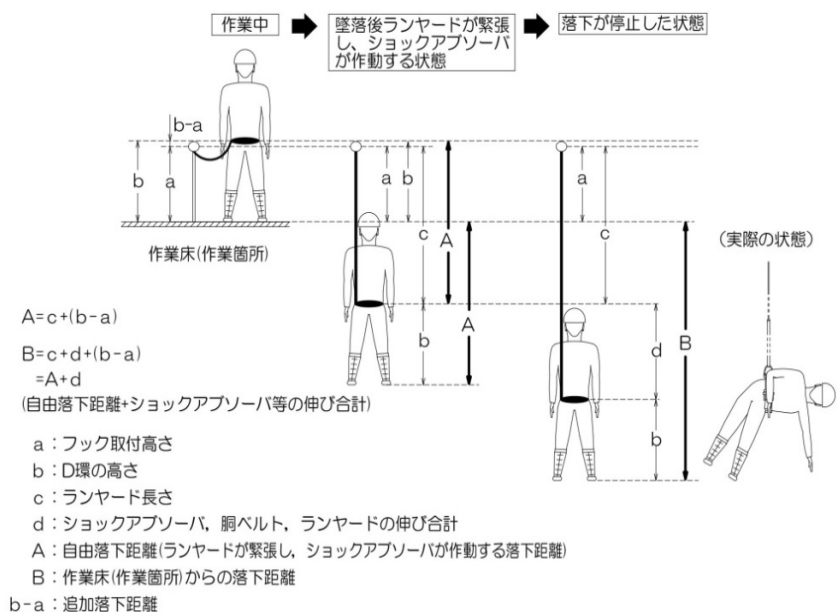 作業中
墜落後ランヤードが緊張
し、ショックアブソーバ
が作動する状態
落下が停止した状態
b-a
b
a
a
b
c
A
A
b
a
c
d
b
B
(実際の状態)
作業床(作業箇所)
A=c+(b-a)
B=c+d+(b-a)
=A+d
(自由落下距離+ショックアブソーバ等の伸び合計)
a:フック取付高さ
b:D環の高さ
c:ランヤード長さ
d:ショックアブソーバ,胴ベルト,ランヤードの伸び合計
A:自由落下距離(ランヤードが緊張し,ショックアブソーバが作動する落下距離)
B:作業床(作業箇所)からの落下距離
b-a:追加落下距離